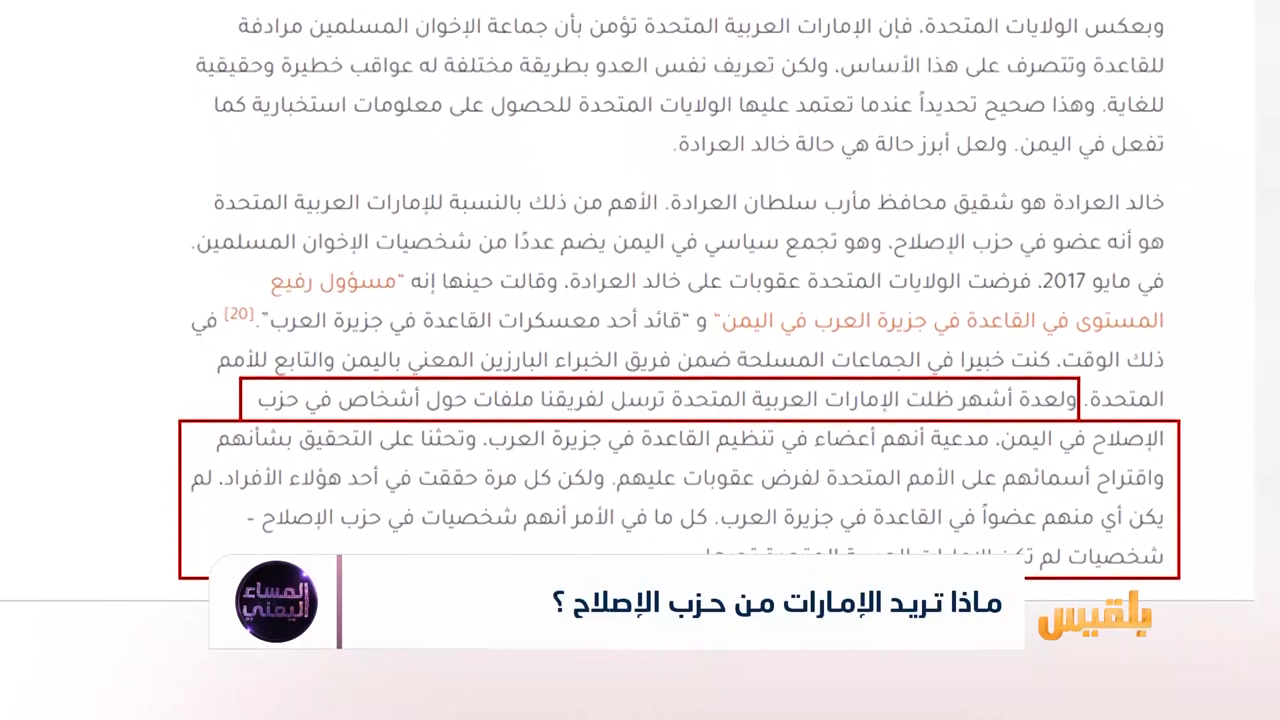 وبعكس الولايات المتحدة، فإن الإمارات العربية المتحدة تؤمن بأن جماعة الإخوان المسلمين مرادفة
للقاعدة وتتصرف على هذا الأساس، ولكن تعريف نفس العدو بطريقة مختلفة له عواقب خطيرة وحقيقية
للغاية. وهذا صحيح تحديداً عندما تعتمد عليها الولايات المتحدة للحصول على معلومات استخبارية كما
تفعل في اليمن. ولعل أبرز حالة هي حالة خالد العرادة.
خالد العرادة هو شقيق محافظ مأرب سلطان العرادة. الأهم من ذلك بالنسبة للإمارات العربية المتحدة
هو أنه عضو في حزب الإصلاح، وهو تجمع سياسي في اليمن يضم عددًا من شخصيات الإخوان المسلمين.
في مايو 2017، فرضت الولايات المتحدة عقوبات على خالد العرادة، وقالت حينها إنه "مسؤول رفيع
المستوى في القاعدة في جزيرة العرب في اليمن" و "قائد أحد معسكرات القاعدة في جزيرة العرب".[20] في
ذلك الوقت، كنت خبيرا في الجماعات المسلحة ضمن فريق الخبراء البارزين المعني باليمن والتابع للأمم
المتحدة. ولعدة أشهر ظلت الإمارات العربية المتحدة ترسل لفريقنا ملفات حول أشخاص في حزب
الإصلاح في اليمن، مدعية أنهم أعضاء في تنظيم القاعدة في جزيرة العرب، وتحثنا على التحقيق بشأنهم
واقتراح أسمائهم على الأمم المتحدة لفرض عقوبات عليهم. ولكن كل مرة حققت في أحد هؤلاء الأفراد، لم
يكن أي منهم عضواً في القاعدة في جزيرة العرب. كل ما في الأمر أنهم شخصيات في حزب الإصلاح –
شخصيات لم
ماذا تريد الإمارات من حزب الإصلاح ؟
المساء
اليمني
بلقيس